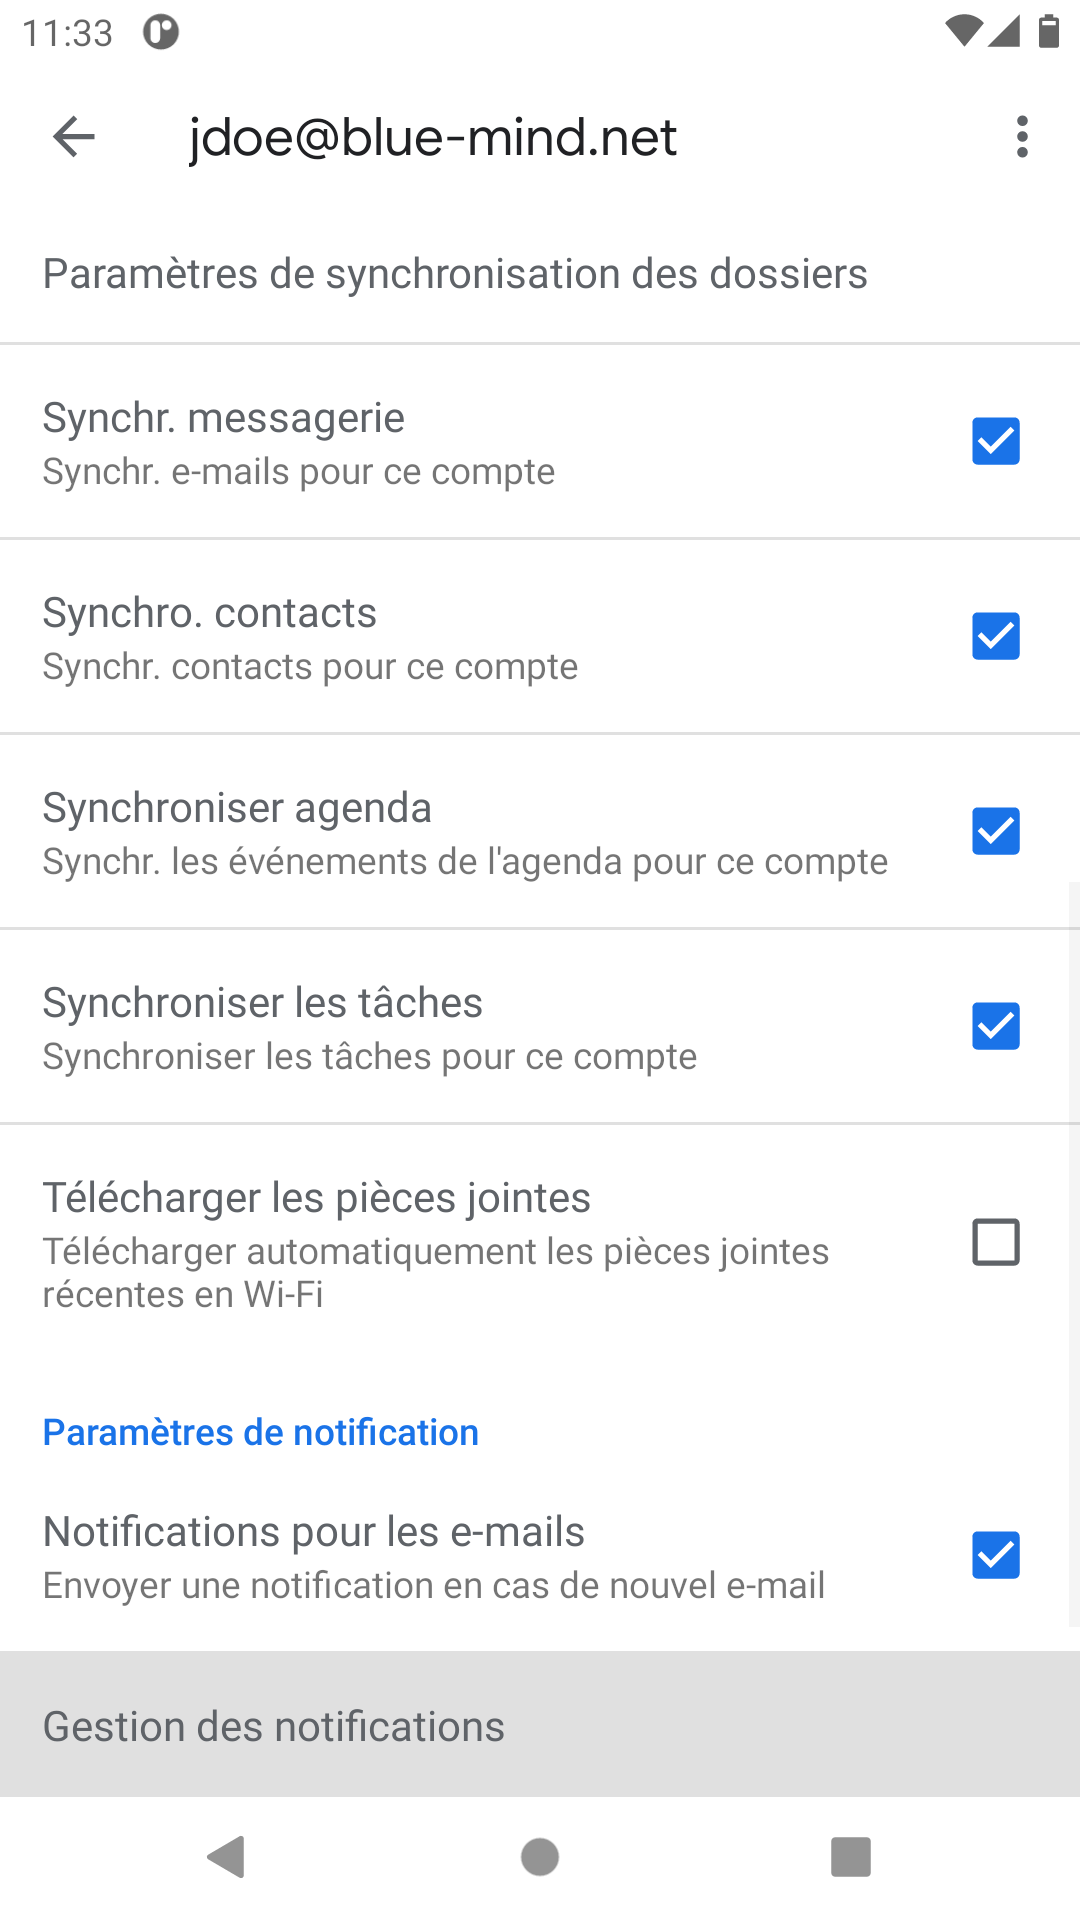 11:33
jdoe@blue-mind.net
Paramètres de synchronisation des dossiers
Synchr. messagerie
Synchr. e-mails pour ce compte
Synchro. contacts
Synchr. contacts pour ce compte
Synchroniser agenda
Synchr. les événements de l'agenda pour ce compte
Synchroniser les tâches
Synchroniser les tâches pour ce compte
Télécharger les pièces jointes
Télécharger automatiquement les pièces jointes
récentes en Wi-Fi
Paramètres de notification
Notifications pour les e-mails
Envoyer une notification en cas de nouvel e-mail
Gestion des notifications